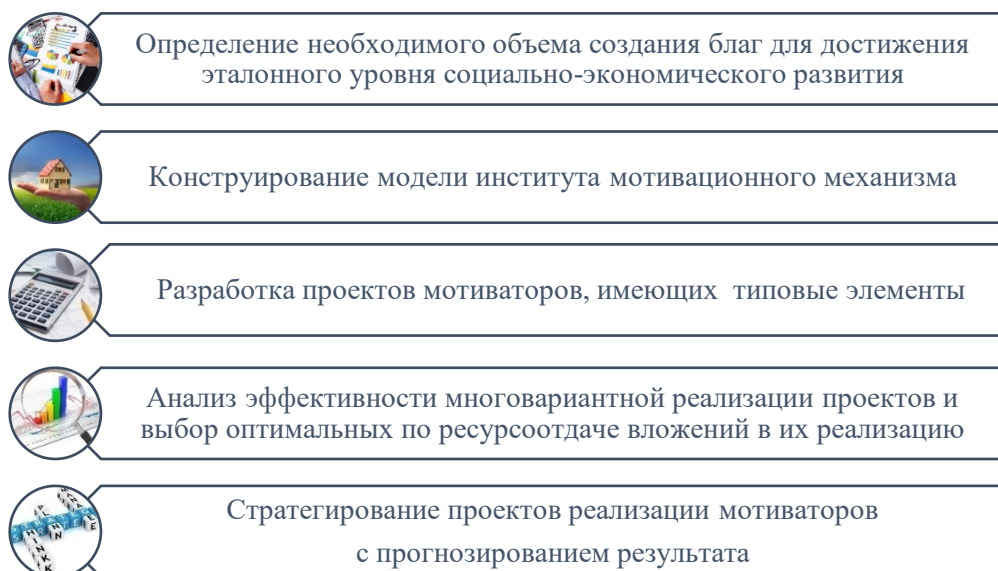 Определение необходимого объема создания благ для достижения
эталонного уровня социально-экономического развития
Конструирование модели института мотивационного механизма
Разработка проектов мотиваторов, имеющих  типовые элементы
Анализ эффективности многовариантной реализации проектов и
выбор оптимальных по ресурсоотдаче вложений в их реализацию
Стратегирование проектов реализации мотиваторов
с прогнозированием результата